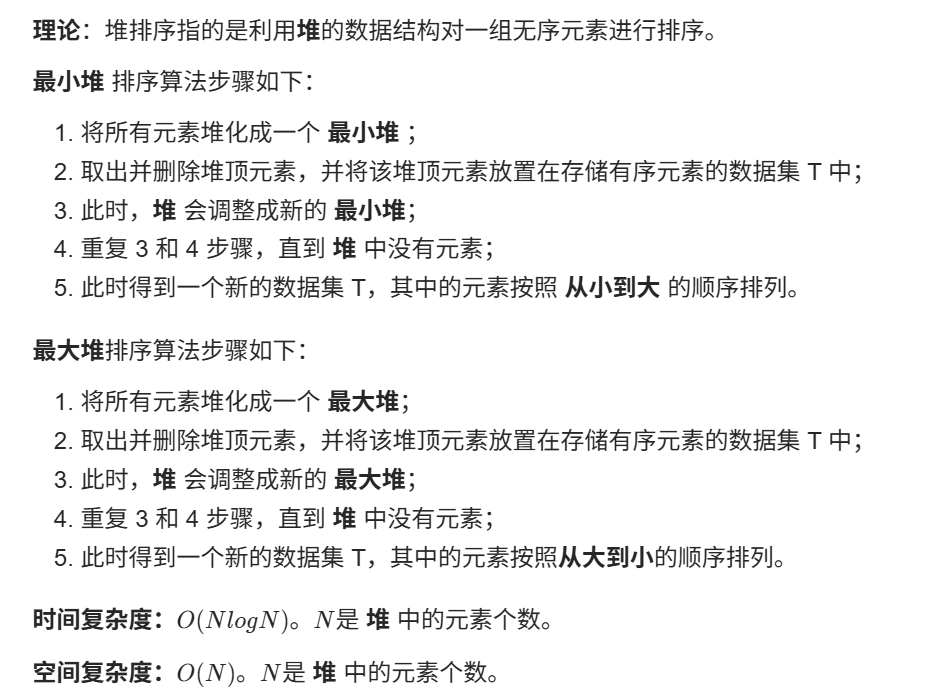 理论：堆排序指的是利用堆的数据结构对一组无序元素进行排序。
最小堆 排序算法步骤如下：
1. 将所有元素堆化成一个 最小堆 ；
2. 取出并删除堆顶元素，并将该堆顶元素放置在存储有序元素的数据集 T 中；
3. 此时，堆 会调整成新的 最小堆；
4. 重复 3 和 4 步骤，直到 堆 中没有元素；
5. 此时得到一个新的数据集 T，其中的元素按照 从小到大 的顺序排列。
最大堆排序算法步骤如下：
1. 将所有元素堆化成一个 最大堆；
2. 取出并删除堆顶元素，并将该堆顶元素放置在存储有序元素的数据集 T 中；
3. 此时，堆 会调整成新的 最大堆；
4. 重复 3 和 4 步骤，直到 堆 中没有元素；
5. 此时得到一个新的数据集 T，其中的元素按照从大到小的顺序排列。
时间复杂度：O(NlogN)。N是 堆 中的元素个数。
空间复杂度：O(N)。N是 堆 中的元素个数。